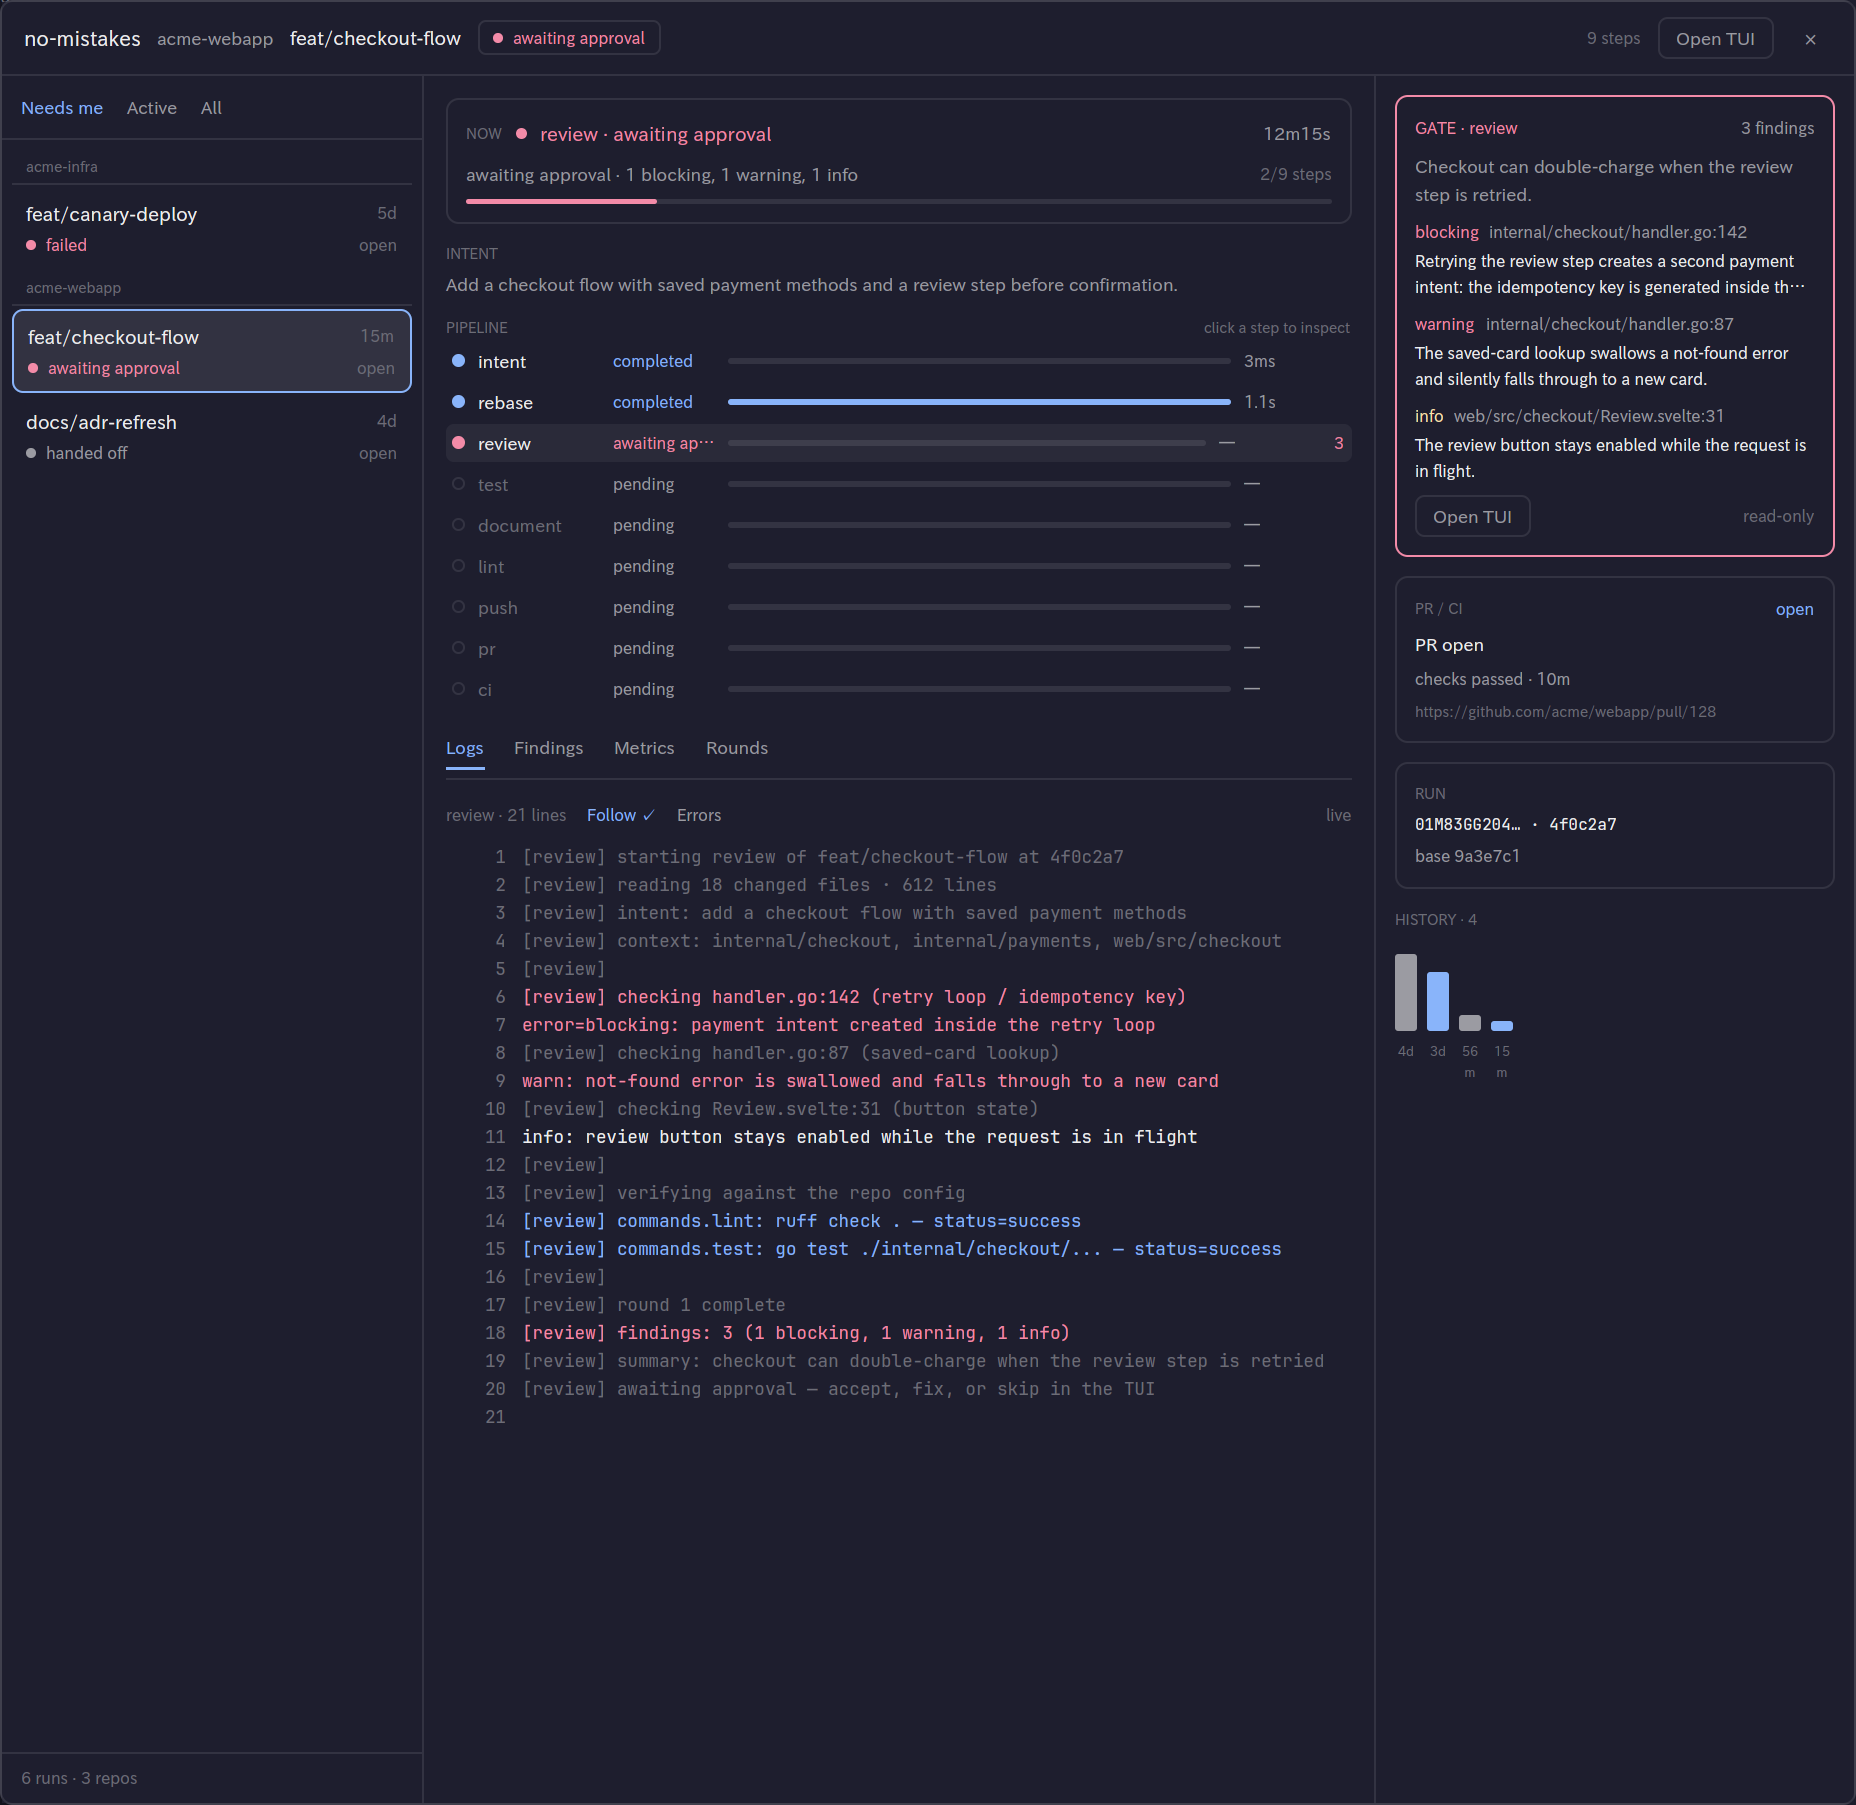 no-mistakes acme-webapp feat/checkout-flow awaiting approval 9 steps Open TUI ×
Needs me Active All
acme-infra
feat/canary-deploy 5d
failed open
acme-webapp
feat/checkout-flow 15m
awaiting approval open
docs/adr-refresh 4d
handed off open
6 runs · 3 repos
NOW review · awaiting approval 12m15s
awaiting approval · 1 blocking, 1 warning, 1 info 2/9 steps
INTENT
Add a checkout flow with saved payment methods and a review step before confirmation.
PIPELINE click a step to inspect
intent completed 3ms
rebase completed 1.1s
review awaiting ap… — 3
test pending —
document pending —
lint pending —
push pending —
pr pending —
ci pending —
Logs Findings Metrics Rounds
review · 21 lines Follow ✓ Errors live
1 [review] starting review of feat/checkout-flow at 4f0c2a7
2 [review] reading 18 changed files · 612 lines
3 [review] intent: add a checkout flow with saved payment methods
4 [review] context: internal/checkout, internal/payments, web/src/checkout
5 [review]
6 [review] checking handler.go:142 (retry loop / idempotency key)
7 error=blocking: payment intent created inside the retry loop
8 [review] checking handler.go:87 (saved-card lookup)
9 warn: not-found error is swallowed and falls through to a new card
10 [review] checking Review.svelte:31 (button state)
11 info: review button stays enabled while the request is in flight
12 [review]
13 [review] verifying against the repo config
14 [review] commands.lint: ruff check . — status=success
15 [review] commands.test: go test ./internal/checkout/... — status=success
16 [review]
17 [review] round 1 complete
18 [review] findings: 3 (1 blocking, 1 warning, 1 info)
19 [review] summary: checkout can double-charge when the review step is retried
20 [review] awaiting approval — accept, fix, or skip in the TUI
21
GATE · review 3 findings
Checkout can double-charge when the review
step is retried.
blocking internal/checkout/handler.go:142
Retrying the review step creates a second payment
intent: the idempotency key is generated inside th…
warning internal/checkout/handler.go:87
The saved-card lookup swallows a not-found error
and silently falls through to a new card.
info web/src/checkout/Review.svelte:31
The review button stays enabled while the request is
in flight.
Open TUI read-only
PR / CI open
PR open
checks passed · 10m
https://github.com/acme/webapp/pull/128
RUN
01M83GG204… · 4f0c2a7
base 9a3e7c1
HISTORY · 4
4d 3d 56 15
m m